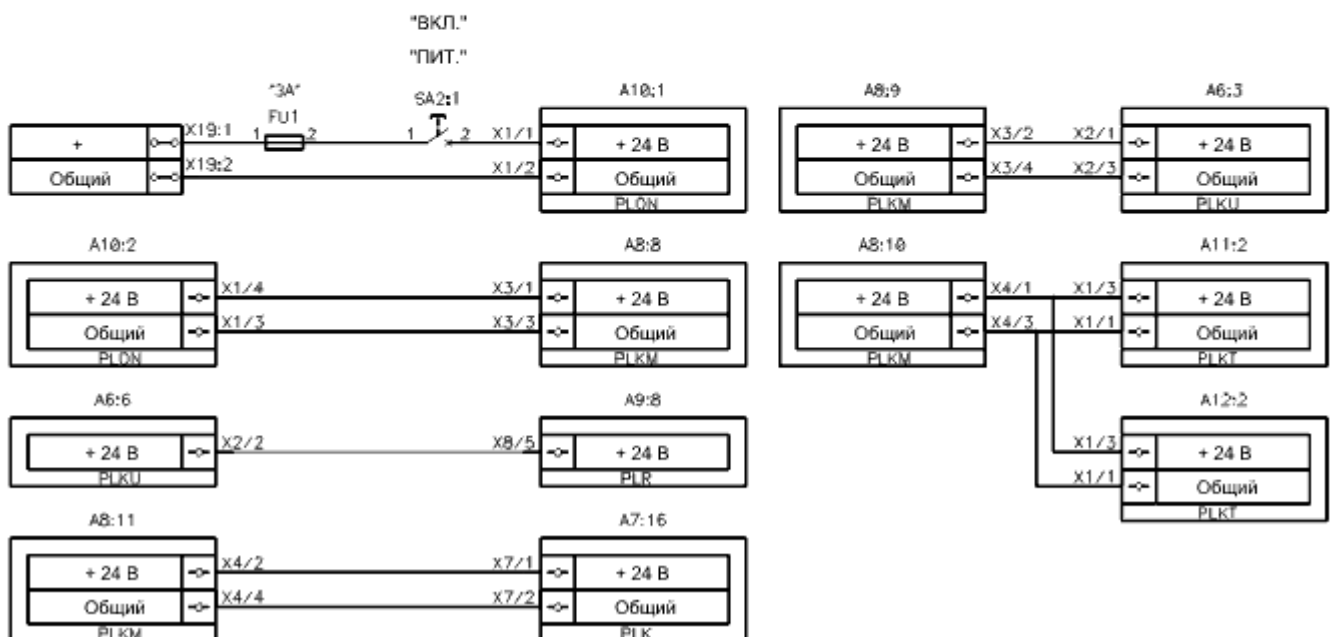 "ВКЛ."
"ПИТ."
"3А"
FU1
SA2:1
A10:1
A8:9
A6:3
+
X19:1
1
2
1
2
X1/1
+ 24 В
+ 24 В
X3/2
X2/1
+ 24 В
Общий
X19:2
X1/2
Общий
Общий
X3/4
X2/3
Общий
PLON
PLKM
PLKU
A10:2
A8:8
A8:10
A11:2
+ 24 В
X1/4
X3/1
+ 24 В
+ 24 В
X4/1
X1/3
+ 24 В
Общий
X1/3
X3/3
Общий
Общий
X4/3
X1/1
Общий
PLON
PLKM
PLKM
PLKT
A6:6
A9:8
A12:2
+ 24 В
X2/2
X8/5
+ 24 В
X1/3
+ 24 В
PLKU
PLR
X1/1
Общий
PLKT
A8:11
A7:16
+ 24 В
X4/2
X7/1
+ 24 В
Общий
X4/4
X7/2
Общий
PLKM
PLK